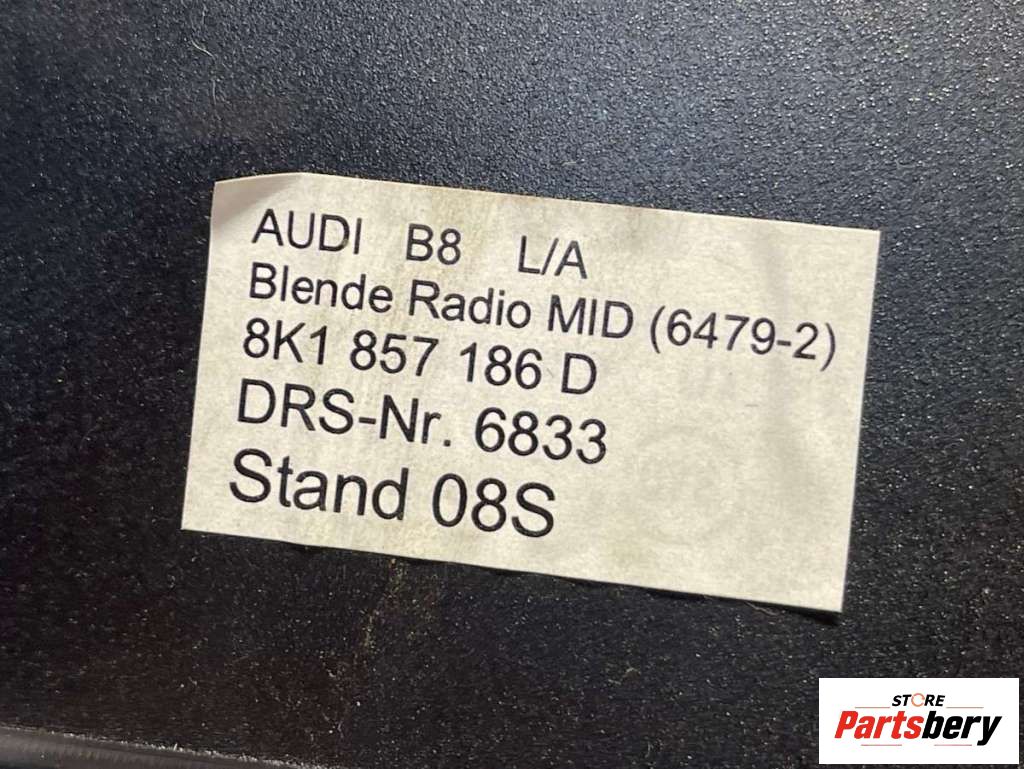 AUDI B8 L/A
Blende Radio MID (6479-2)
8K1 857 186 D
DRS-Nr. 6833
Stand 08S
STORE
Partsbery